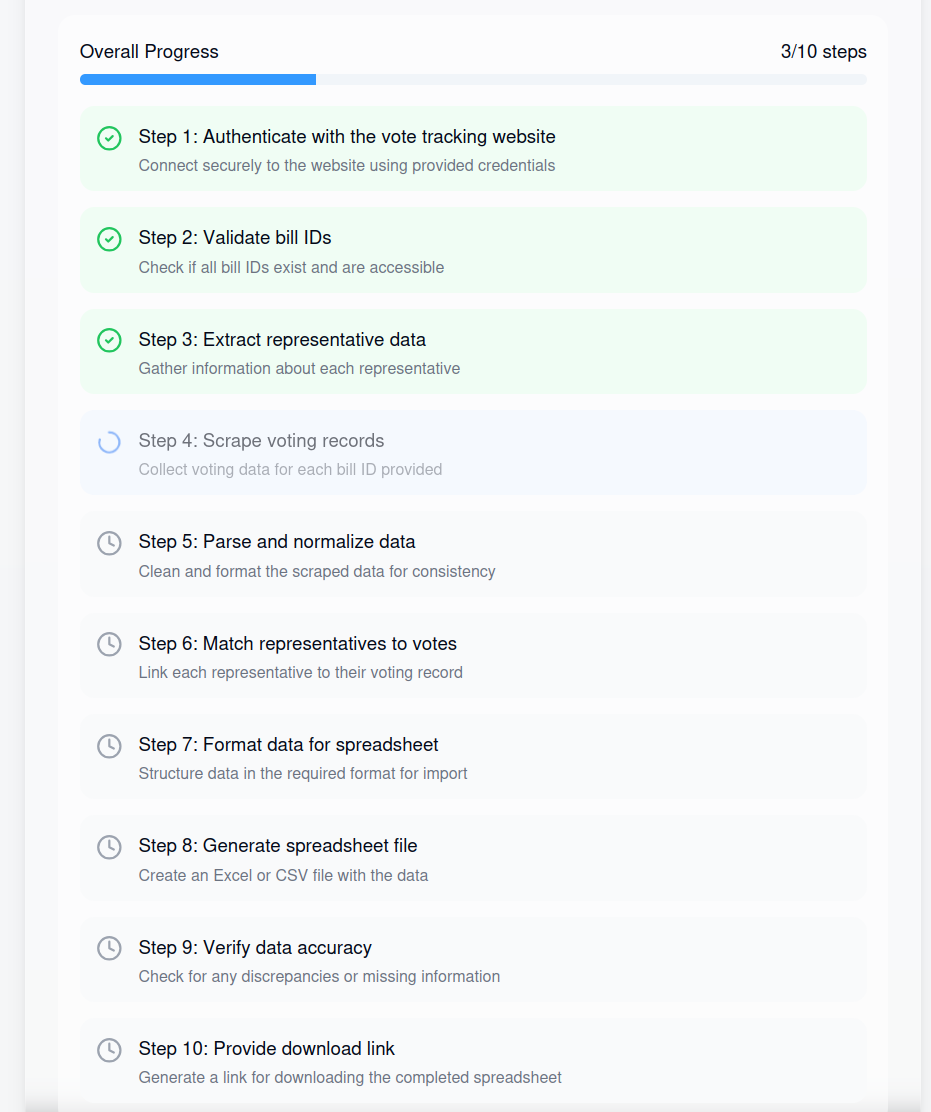 Overall Progress
3/10 steps
Step 1: Authenticate with the vote tracking website
Connect securely to the website using provided credentials
Step 2: Validate bill IDs
Check if all bill IDs exist and are accessible
Step 3: Extract representative data
Gather information about each representative
Step 4: Scrape voting records
Collect voting data for each bill ID provided
Step 5: Parse and normalize data
Clean and format the scraped data for consistency
Step 6: Match representatives to votes
Link each representative to their voting record
Step 7: Format data for spreadsheet
Structure data in the required format for import
Step 8: Generate spreadsheet file
Create an Excel or CSV file with the data
Step 9: Verify data accuracy
Check for any discrepancies or missing information
Step 10: Provide download link
Generate a link for downloading the completed spreadsheet